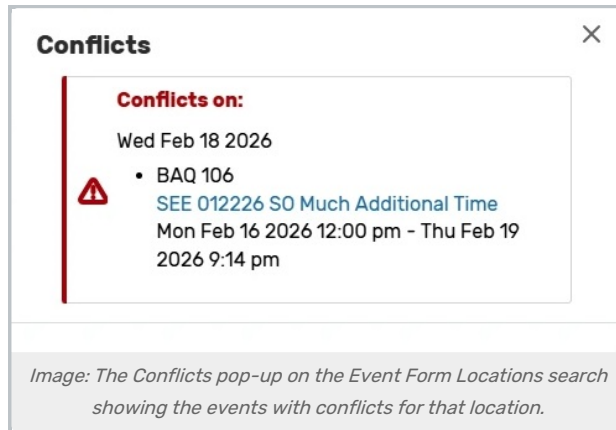 Conflicts
Conflicts on:
Wed Feb 18 2026
• BAQ 106
SEE 012226 SO Much Additional Time
Mon Feb 16 2026 12:00 pm - Thu Feb 19
2026 9:14 pm
Image: The Conflicts pop-up on the Event Form Locations search
showing the events with conflicts for that location.